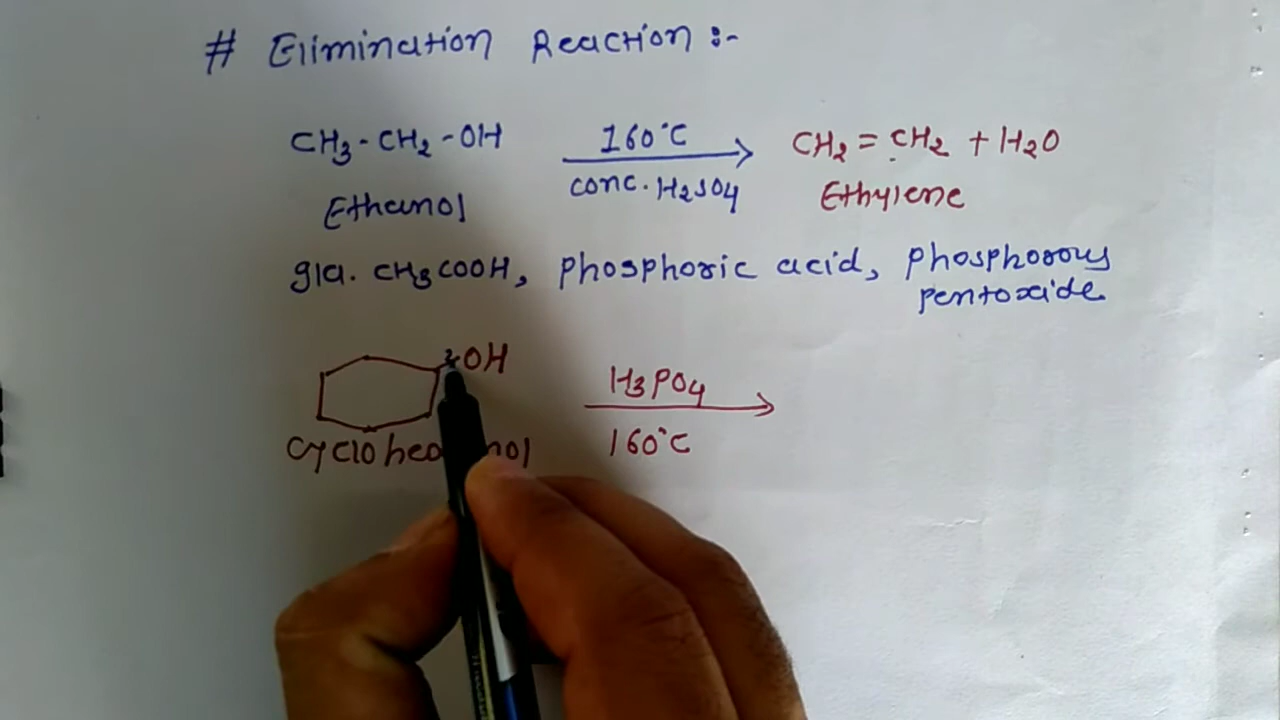 # Elimination Reaction :-
CH3 - CH2 - OH 160°C conc. H2SO4 CH2 = CH2 + H2O
Ethanol Ethylene
gla. CH3COOH, phosphoric acid, phosphorous
pentoxide
OH H3PO4
160°C